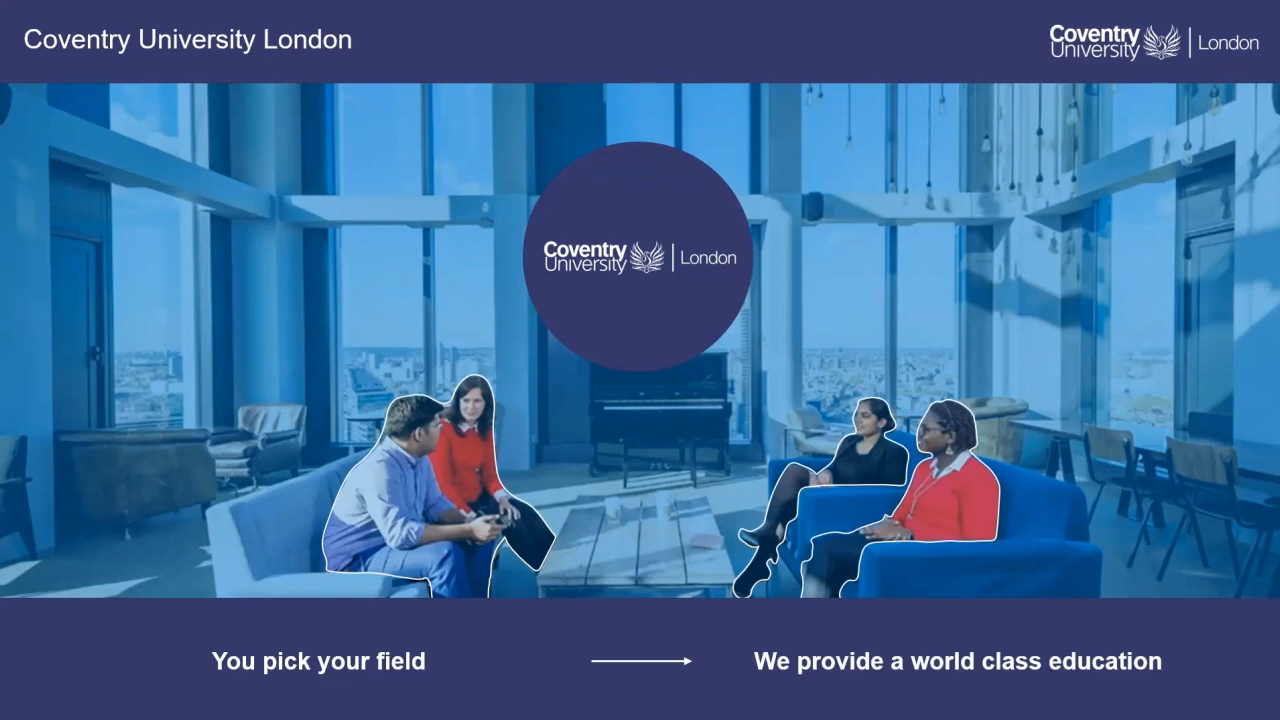 Coventry University London
Coventry
University | London
Coventry
University | London
You pick your field
We provide a world class education